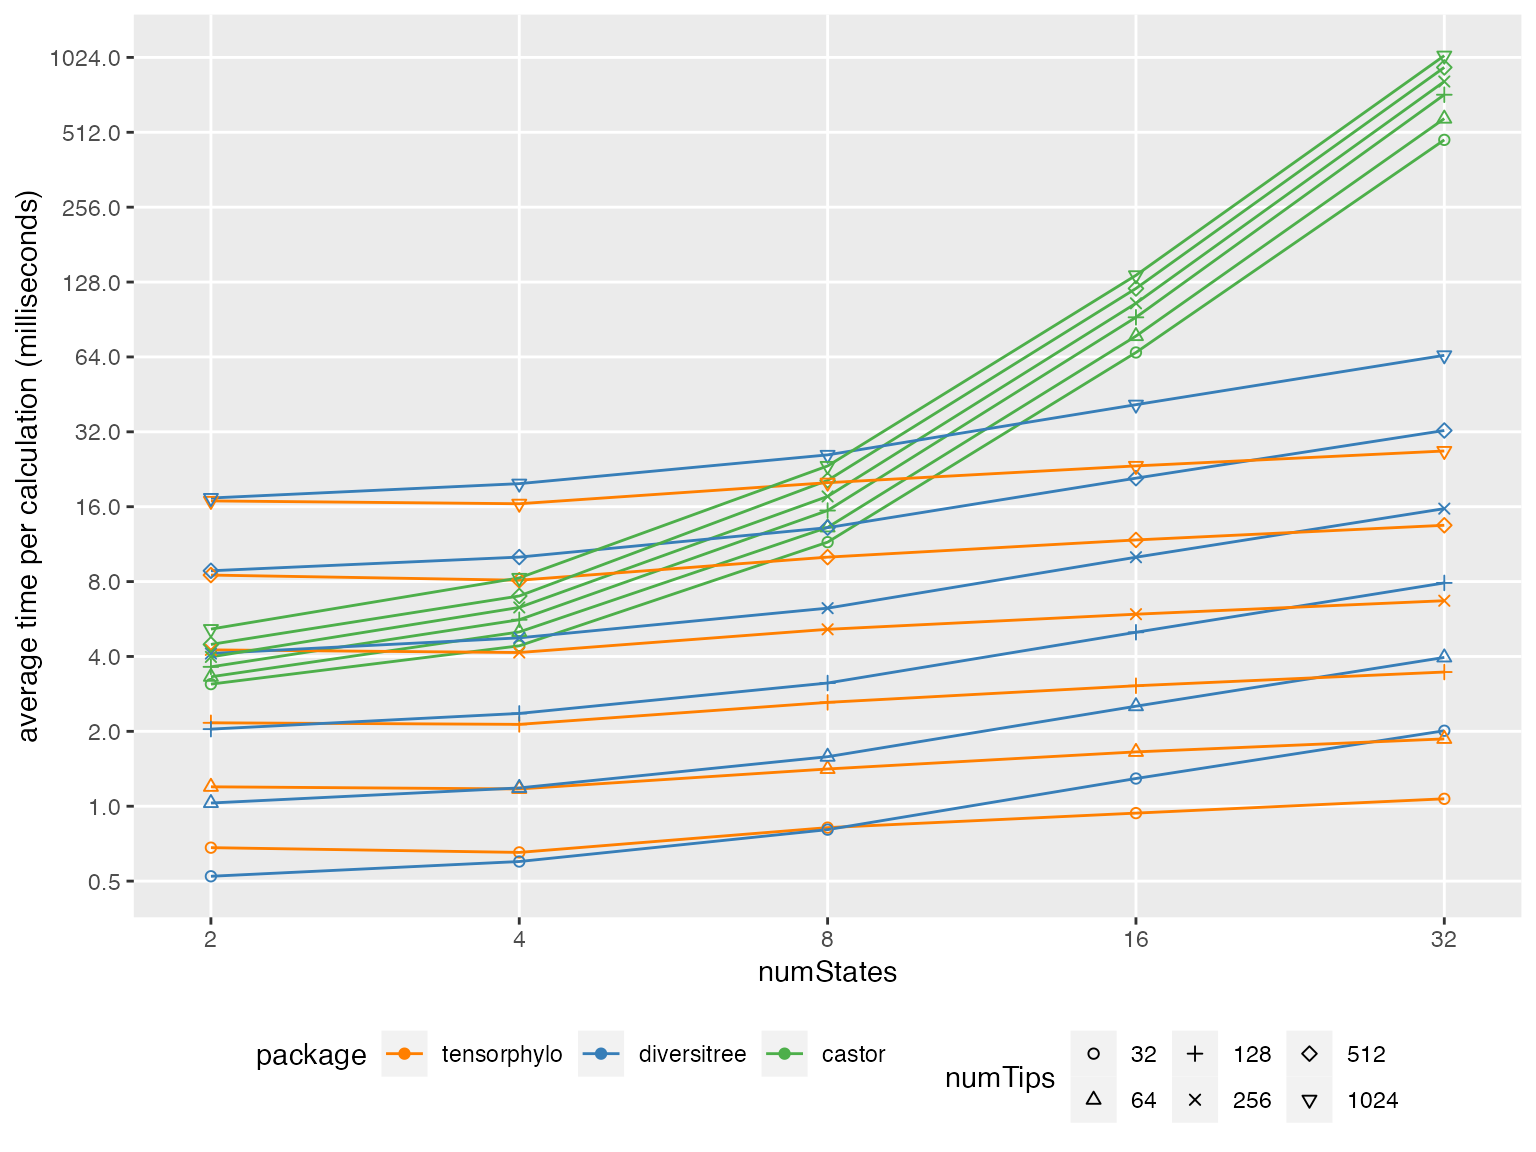 average time per calculation (milliseconds)
1024.0
512.0
256.0
128.0
64.0
32.0
16.0
8.0
4.0
2.0
1.0
0.5
2 4 8 16 32
numStates
package tensorphylo diversitree castor
numTips
32 128 512
64 256 1024